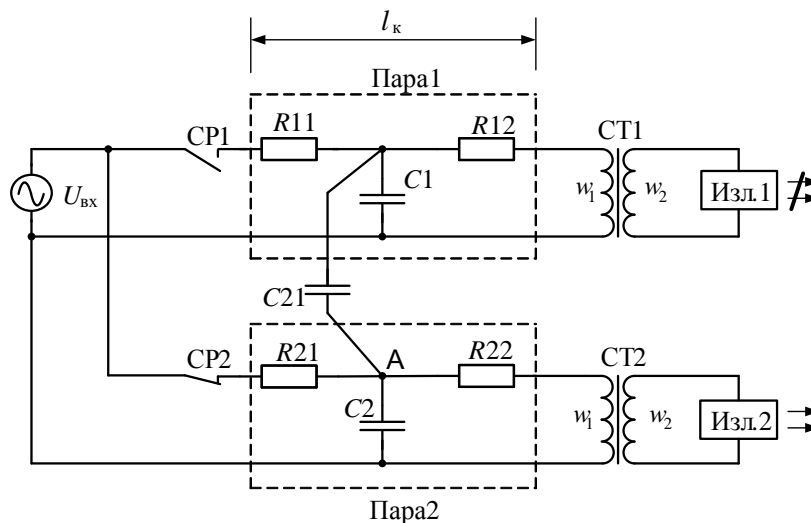 lк
Пара1
СР1
R11
R12
СТ1
Uвх
C1
w1
w2
Изл.1
C21
СР2
R21
A
R22
СТ2
C2
w1
w2
Изл.2
Пара2